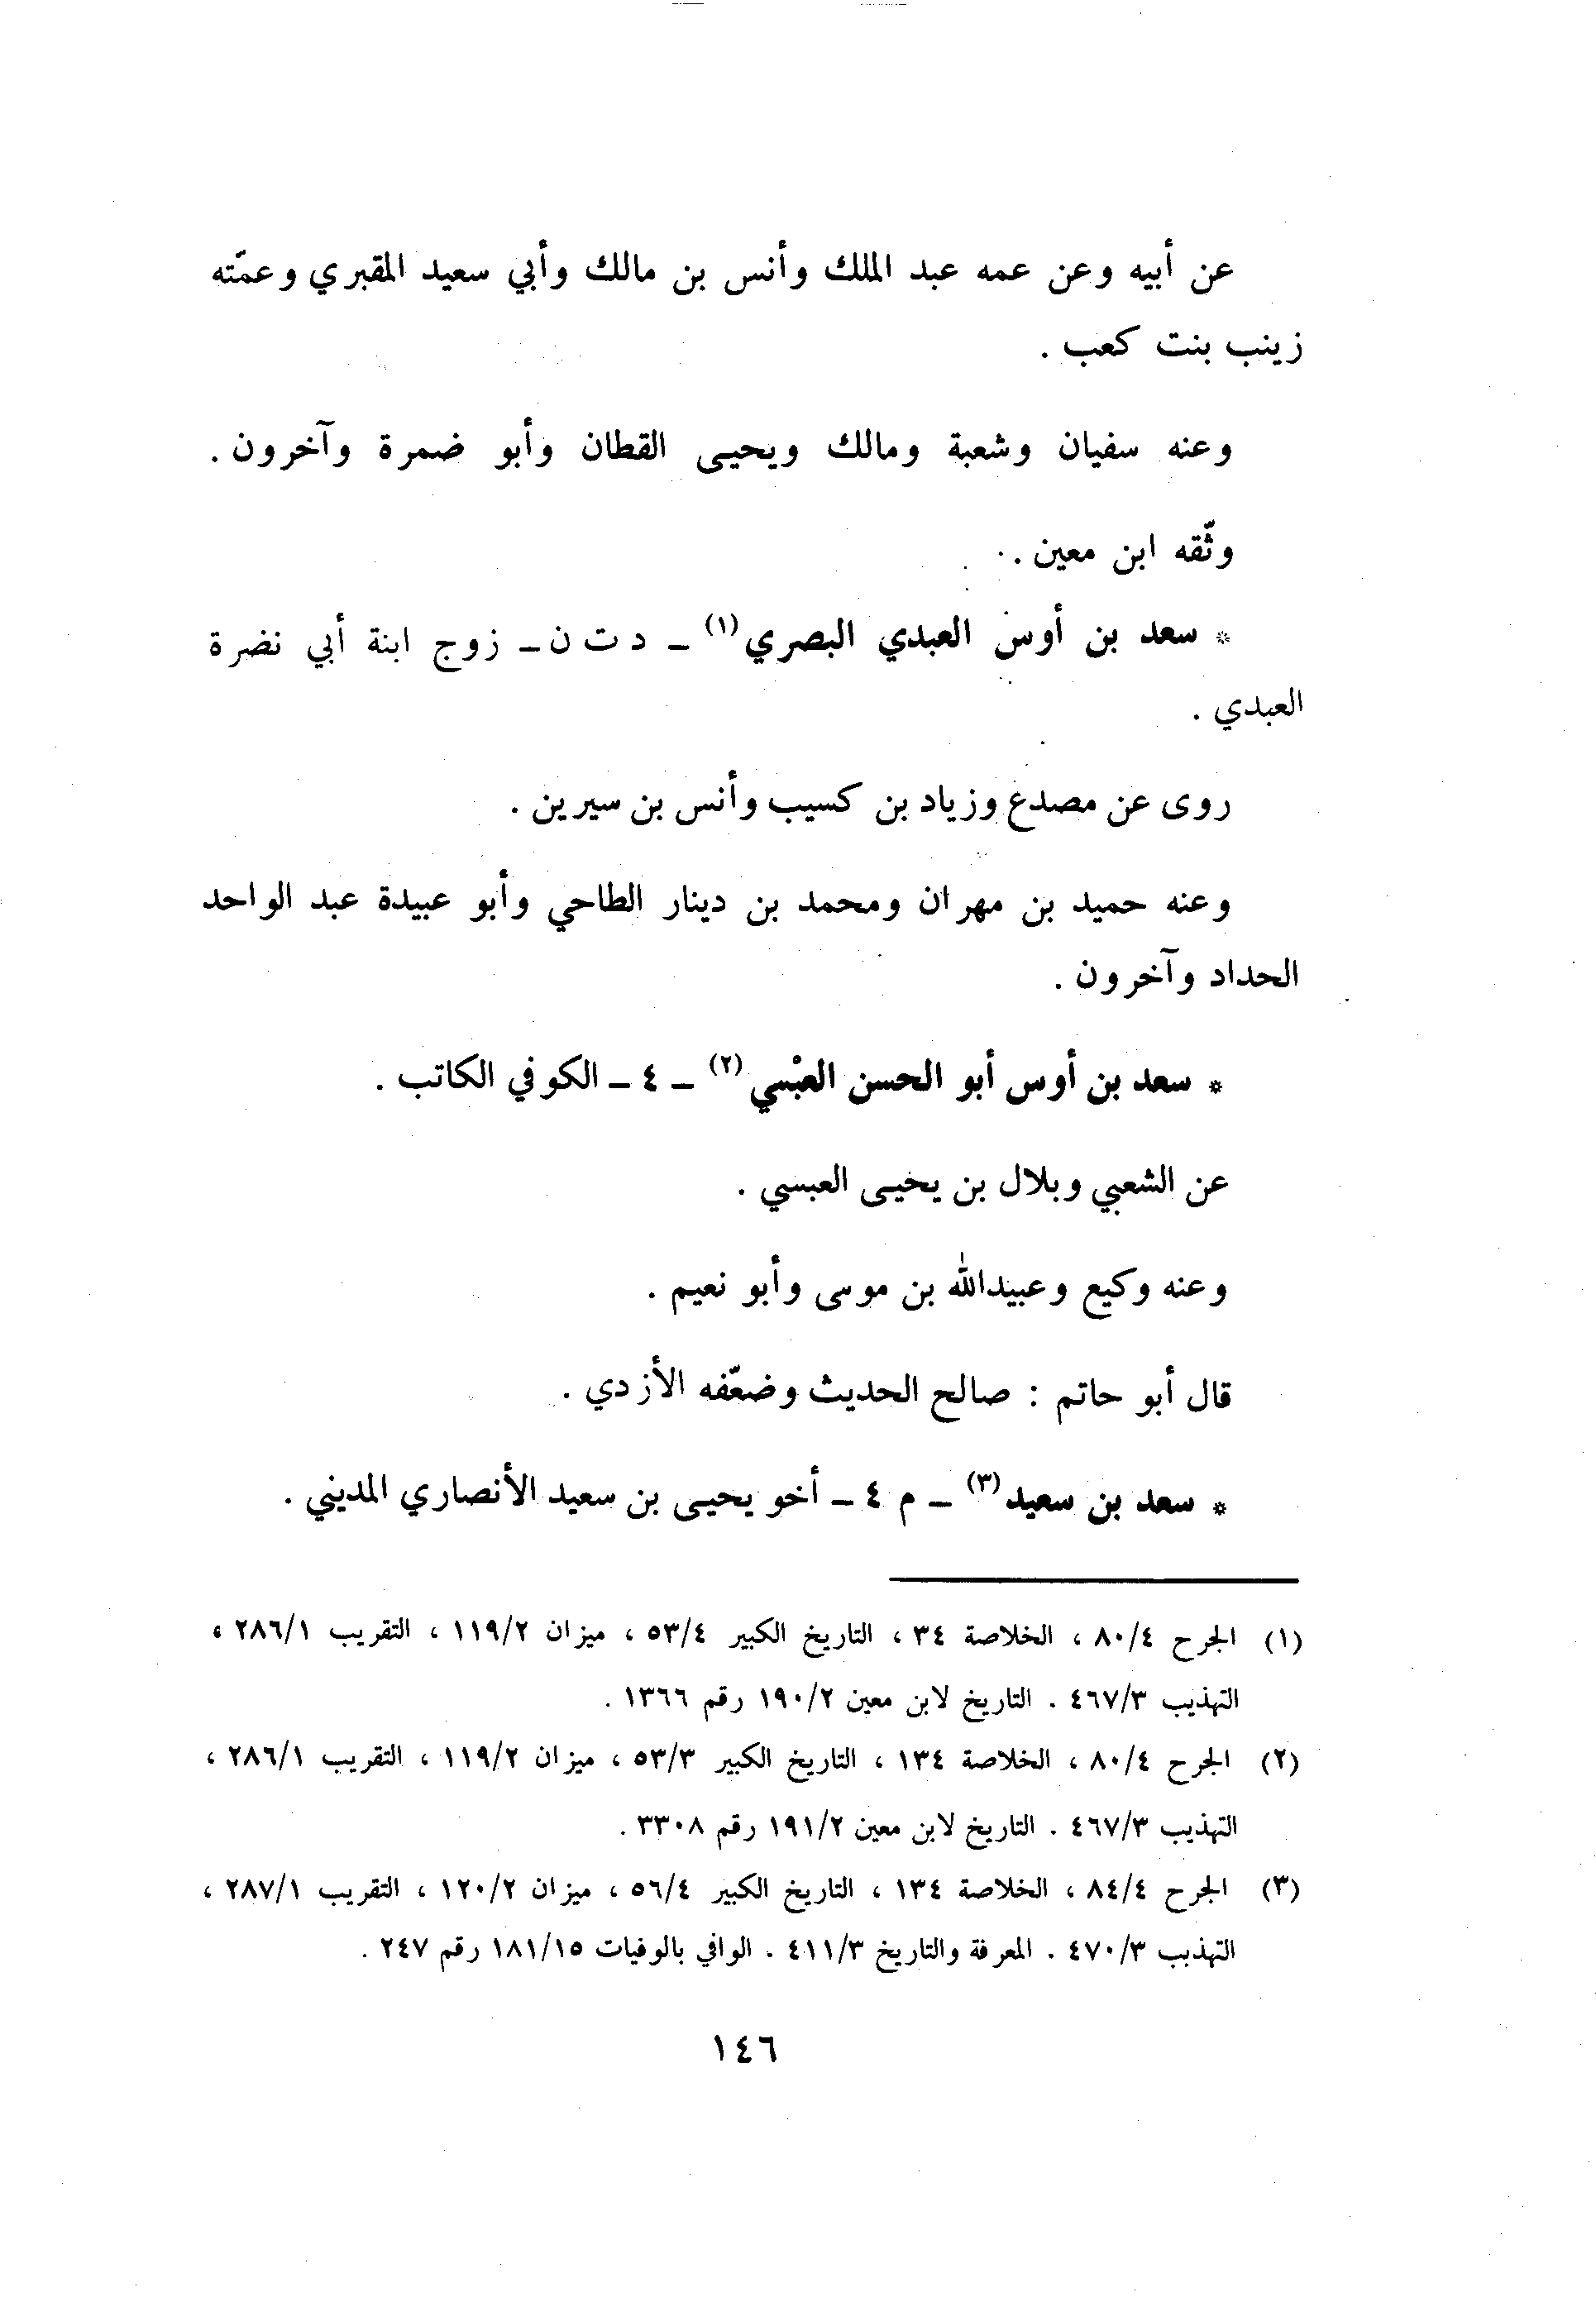 عن أبيه وعن عمه عبد الملك وأنس بن مالك وأبي سعيد المقبري وعمّته
زينب بنت كعب .
وعنه سفيان وشعبة ومالك ويحيى القطان وأبو ضمرة وآخرون .
وثّقه ابن معين .
* سعد بن أوس العبدي البصري (١) ـ د ت ن ـ زوج ابنة أبي نضرة
العبدي .
روى عن مصدع وزياد بن كسيب وأنس بن سيرين .
وعنه حميد بن مهران ومحمد بن دينار الطاحي وأبو عبيدة عبد الواحد
الحداد وآخرون .
* سعد بن أوس أبو الحسن العبْسي (٢) ـ ٤ ـ الكوفي الكاتب .
عن الشعبي وبلال بن يحيى العبسي .
وعنه وكيع وعبيدالله بن موسى وأبو نعيم .
قال أبو حاتم : صالح الحديث وضعّفه الأزدي .
* سعد بن سعيد (٣) ـ م ٤ ـ أخو يحيى بن سعيد الأنصاري المديني .
(١) الجرح ٨٠/٤ ، الخلاصة ٣٤ ، التاريخ الكبير ٥٣/٤ ، ميزان ١١٩/٢ ، التقريب ٢٨٦/١ ،
التهذيب ٤٦٧/٣ . التاريخ لابن معين ١٩٠/٢ رقم ١٣٦٦ .
(٢) الجرح ٨٠/٤ ، الخلاصة ١٣٤ ، التاريخ الكبير ٥٣/٣ ، ميزان ١١٩/٢ ، التقريب ٢٨٦/١ ،
التهذيب ٤٦٧/٣ . التاريخ لابن معين ١٩١/٢ رقم ٣٣٠٨ .
(٣) الجرح ٨٤/٤ ، الخلاصة ١٣٤ ، التاريخ الكبير ٥٦/٤ ، ميزان ١٢٠/٢ ، التقريب ٢٨٧/١ ،
التهذيب ٤٧٠/٣ . المعرفة والتاريخ ٤١١/٣ . الوافي بالوفيات ١٨١/١٥ رقم ٢٤٧ .
١٤٦